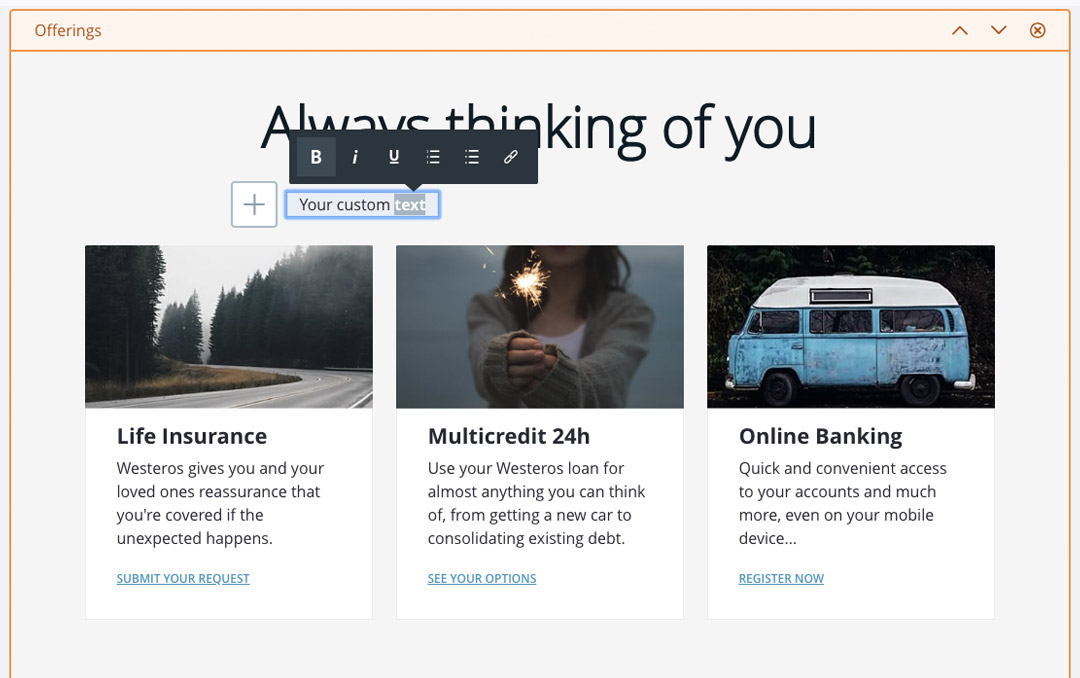 Offerings
Always thinking of you
B i U
Your custom text
Life Insurance
Westeros gives you and your
loved ones reassurance that
you're covered if the
unexpected happens.
SUBMIT YOUR REQUEST
Multicredit 24h
Use your Westeros loan for
almost anything you can think
of, from getting a new car to
consolidating existing debt.
SEE YOUR OPTIONS
Online Banking
Quick and convenient access
to your accounts and much
more, even on your mobile
device...
REGISTER NOW